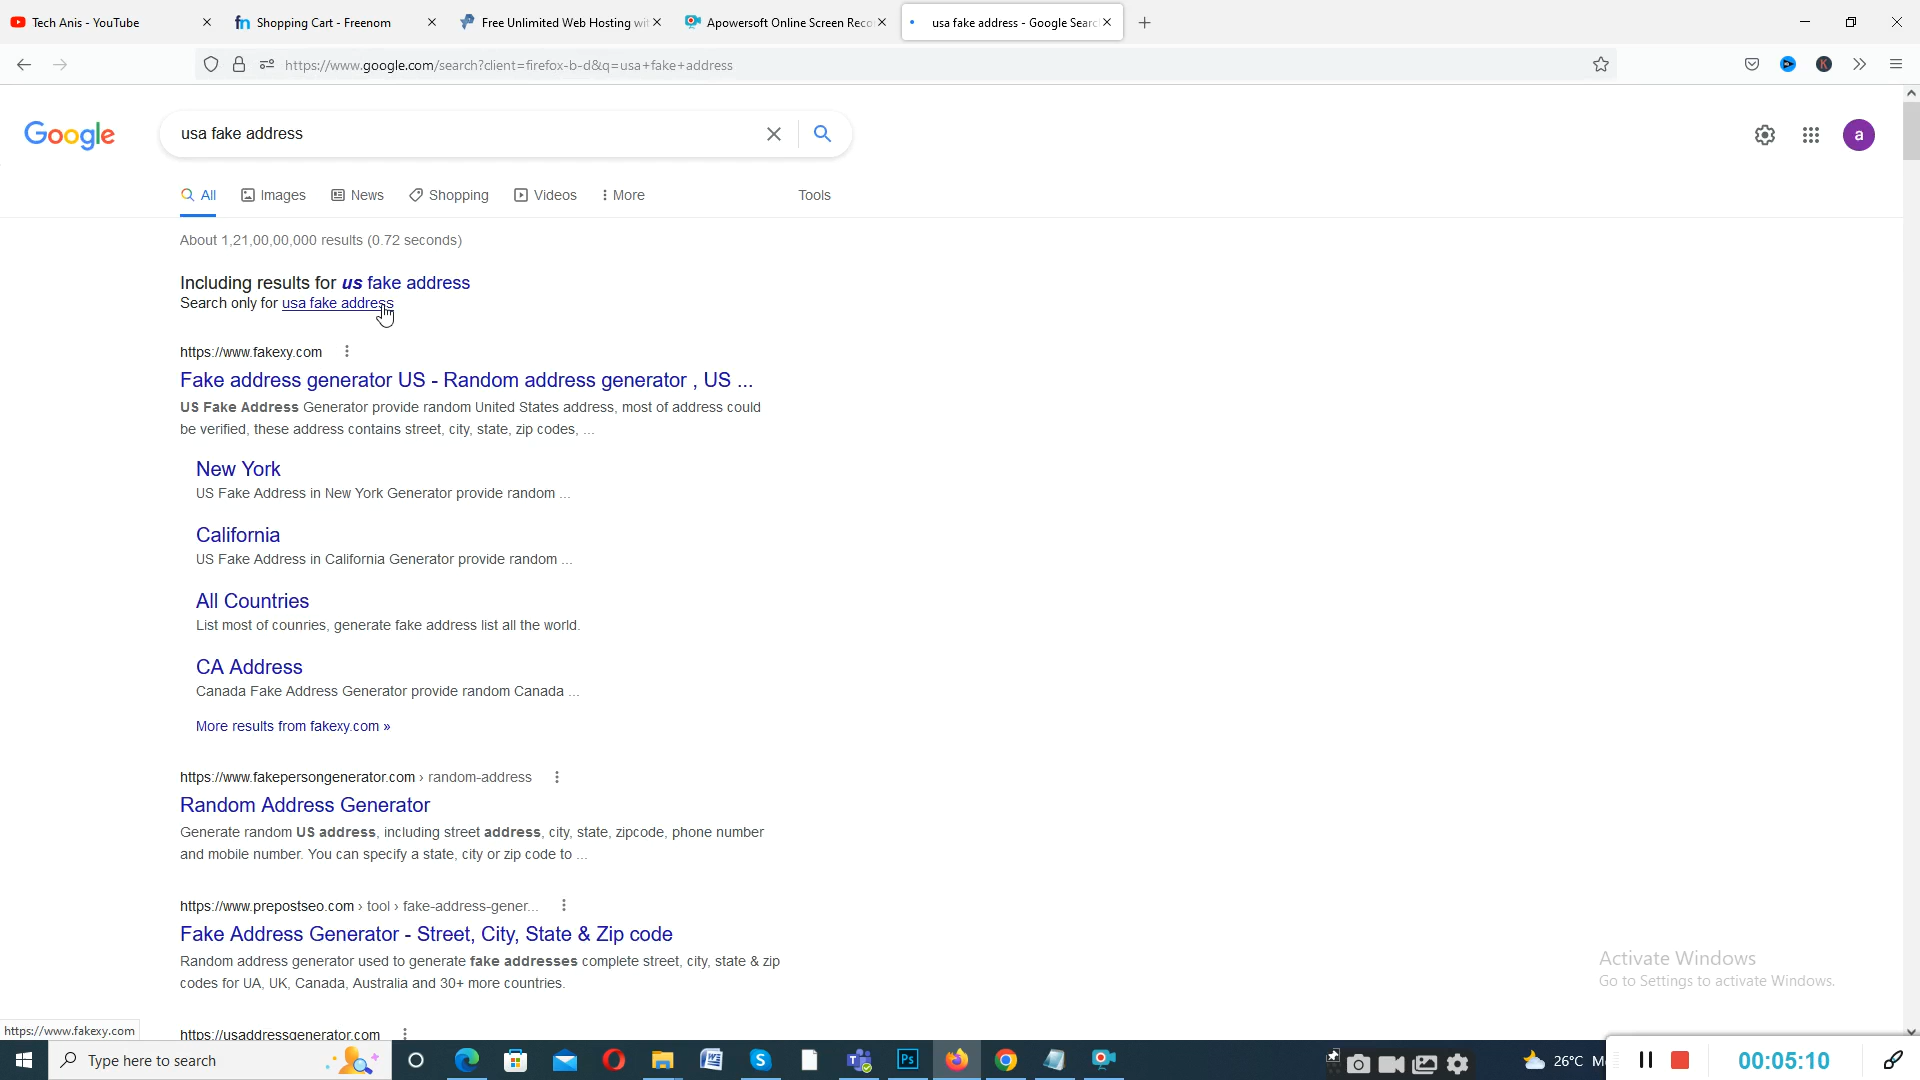 Tech Anis - YouTube
Shopping Cart - Freenom
Free Unlimited Web Hosting wit
Apowersoft Online Screen Reco
usa fake address - Google Search
https://www.google.com/search?client=firefox-b-d&q=usa+fake+address
Google
usa fake address
a
All
Images
News
Shopping
Videos
More
Tools
About 1,21,00,00,000 results (0.72 seconds)
Including results for us fake address
Search only for usa fake address
https://www.fakexy.com
Fake address generator US - Random address generator , US ...
US Fake Address Generator provide random United States address, most of address could
be verified, these address contains street, city, state, zip codes, ...
New York
US Fake Address in New York Generator provide random ...
California
US Fake Address in California Generator provide random ...
All Countries
List most of counries, generate fake address list all the world.
CA Address
Canada Fake Address Generator provide random Canada ...
More results from fakexy.com »
https://www.fakepersongenerator.com › random-address
Random Address Generator
Generate random US address, including street address, city, state, zipcode, phone number
and mobile number. You can specify a state, city or zip code to ...
https://www.prepostseo.com › tool › fake-address-gener...
Fake Address Generator - Street, City, State & Zip code
Random address generator used to generate fake addresses complete street, city, state & zip
codes for UA, UK, Canada, Australia and 30+ more countries.
https://usaddressgenerator.com
Activate Windows
Go to Settings to activate Windows.
https://www.fakexy.com
Type here to search
26°C
00:05:10